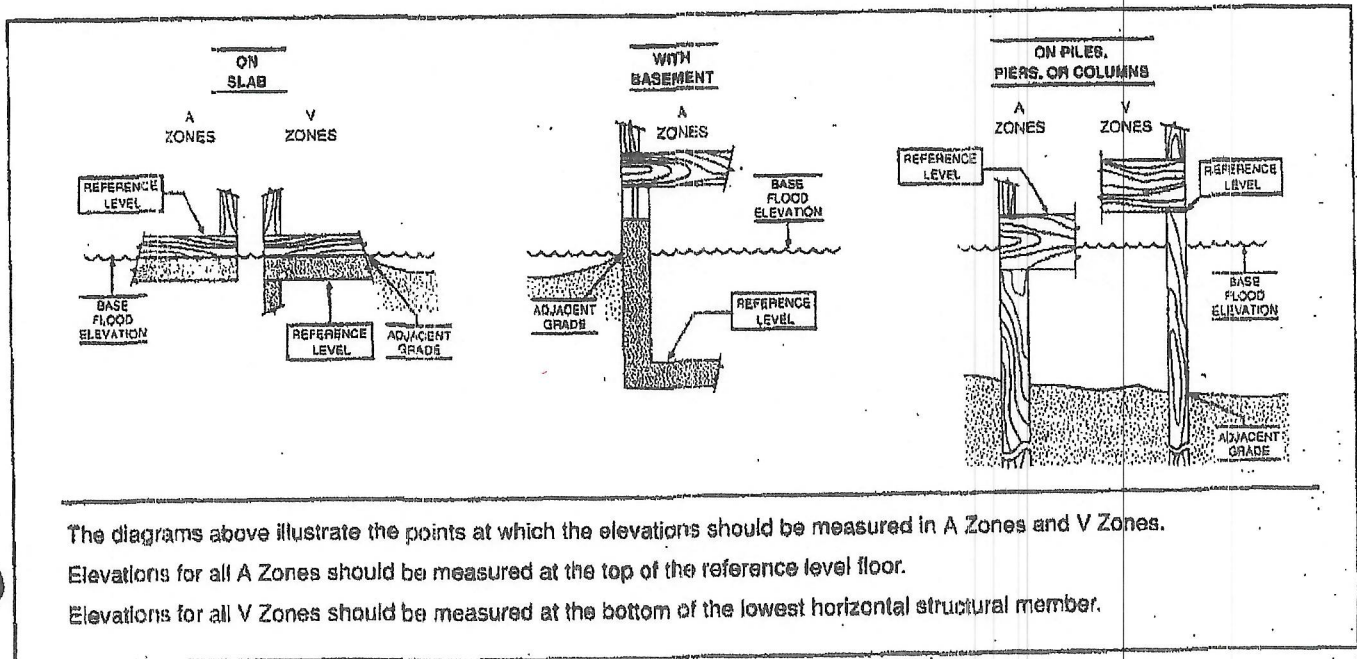 ON
SLAB
A
ZONES
V
ZONES
REFERENCE
LEVEL
BASE
FLOOD
ELEVATION
REFERENCE
LEVEL
ADJACENT
GRADE
WITH
BASEMENT
A
ZONES
BASE
FLOOD
ELEVATION
ADJACENT
GRADE
REFERENCE
LEVEL
ON PILES,
PIERS, OR COLUMNS
A
ZONES
V
ZONES
REFERENCE
LEVEL
REFERENCE
LEVEL
BASE
FLOOD
ELEVATION
ADJACENT
GRADE
The diagrams above illustrate the points at which the elevations should be measured in A Zones and V Zones.
Elevations for all A Zones should be measured at the top of the reference level floor.
Elevations for all V Zones should be measured at the bottom of the lowest horizontal structural member.